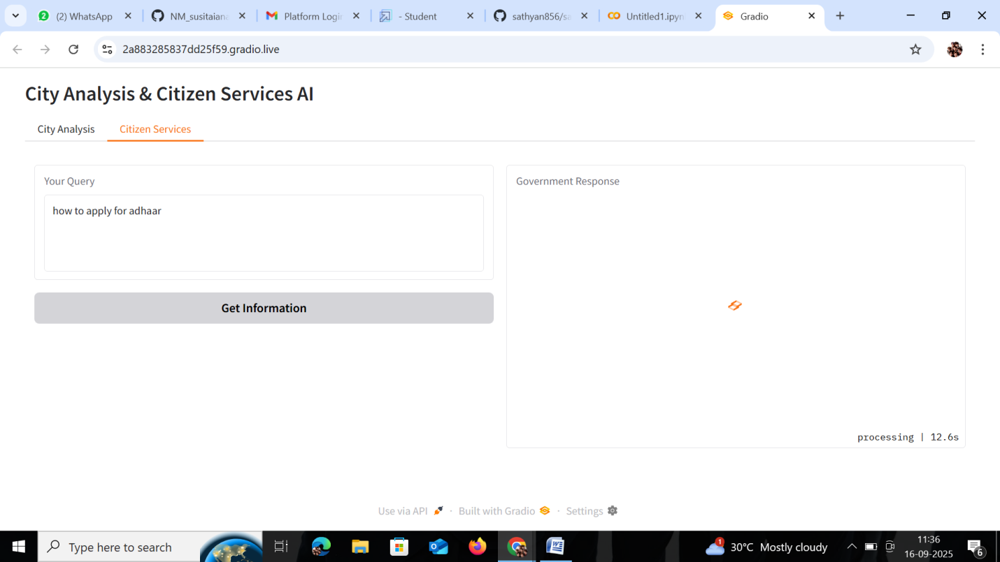 (2) WhatsApp
NM_susitaiana
Platform Login
- Student
sathyan856/sa
Untitled1.ipyn
Gradio
2a883285837dd25f59.gradio.live
City Analysis & Citizen Services AI
City Analysis
Citizen Services
Your Query
how to apply for adhaar
Get Information
Government Response
processing | 12.6s
Use via API · Built with Gradio · Settings
Type here to search
1
30°C Mostly cloudy
11:36
16-09-2025
6